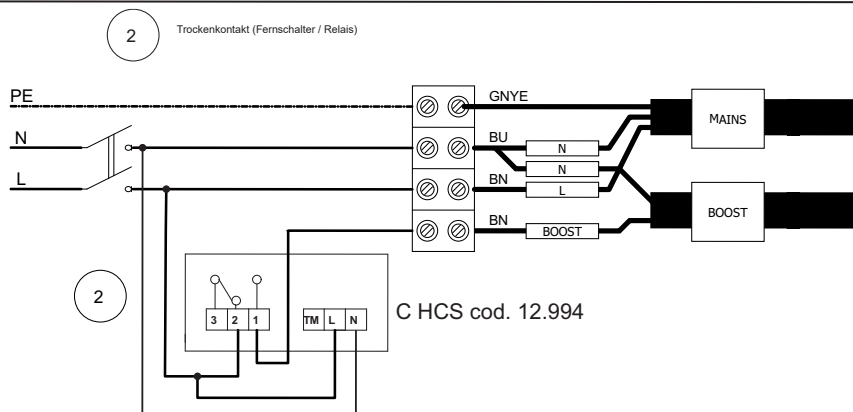 2
Trockenkontakt (Fernschalter / Relais)
PE
GNYE
MAINS
N
BU
N
N
L
BN
L
BOOST
BN
BOOST
2
3 2 1
TM L N
C HCS cod. 12.994